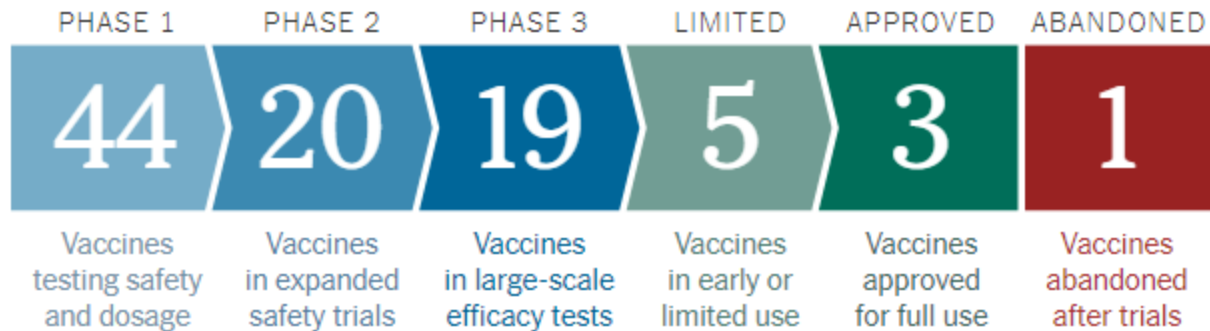 PHASE 1 PHASE 2 PHASE 3 LIMITED APPROVED ABANDONED
44 20 19 5 3 1
Vaccines Vaccines Vaccines Vaccines Vaccines Vaccines
testing safety in expanded in large-scale in early or approved abandoned
and dosage safety trials efficacy tests limited use for full use after trials